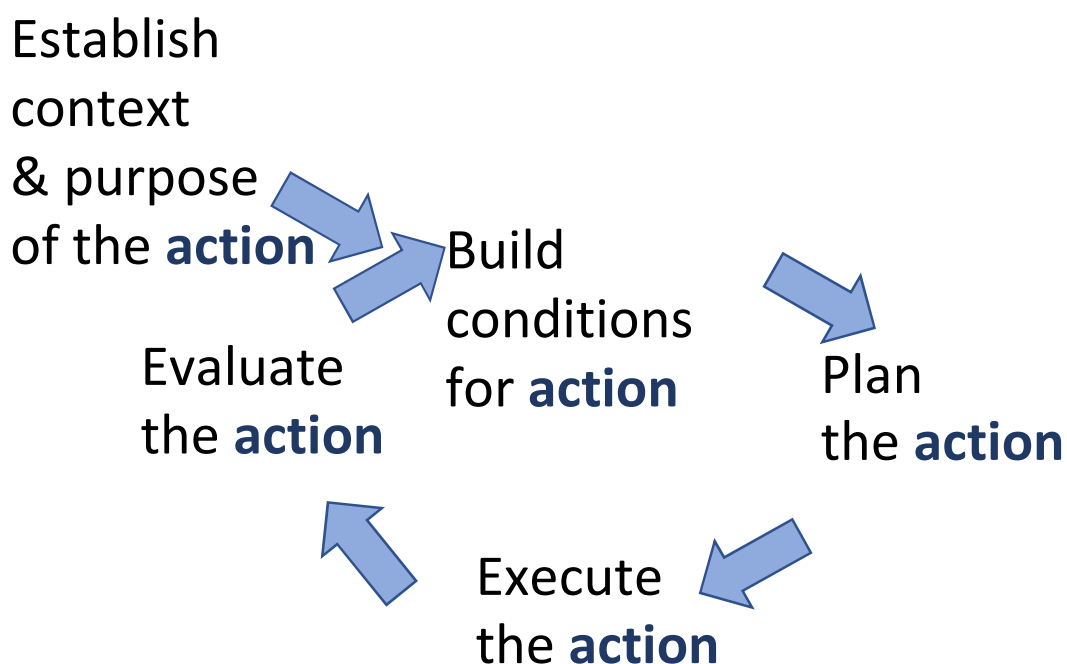 Establish
context
& purpose
of the action
Build
conditions
for action
Plan
the action
Execute
the action
Evaluate
the action